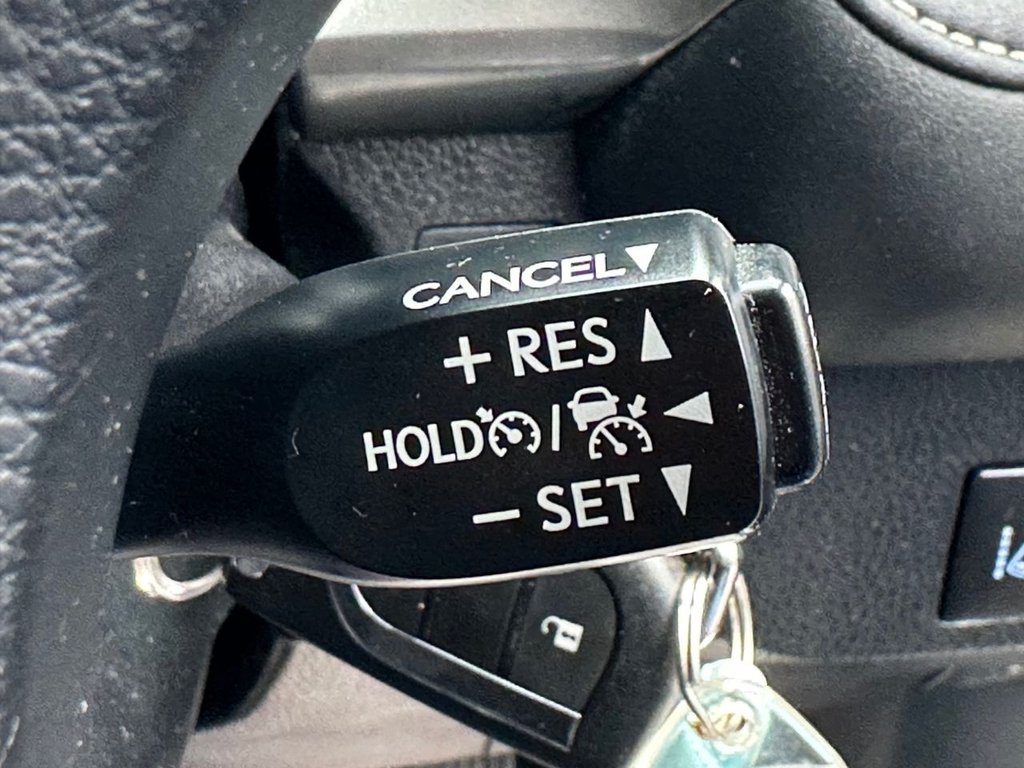 CANCEL
+ RES
HOLD /
- SET